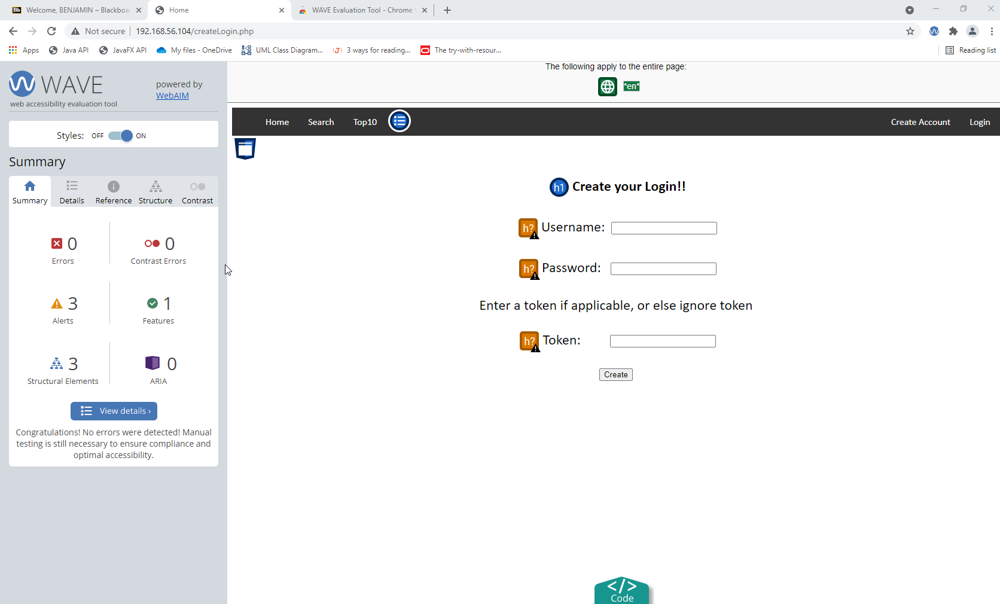 Welcome, BENJAMIN – Blackboa
Home
WAVE Evaluation Tool - Chrome
Not secure
192.168.56.104/createLogin.php
Apps
Java API
JavaFX API
My files - OneDrive
UML Class Diagram...
3 ways for reading...
The try-with-resour...
Reading list
WAVE
web accessibility evaluation tool
powered by
WebAIM
Styles: OFF ON
Summary
Summary
Details
Reference
Structure
Contrast
0
Errors
0
Contrast Errors
3
Alerts
1
Features
3
Structural Elements
0
ARIA
View details ›
Congratulations! No errors were detected! Manual
testing is still necessary to ensure compliance and
optimal accessibility.
The following apply to the entire page:
*en*
Home
Search
Top10
Create Account
Login
h1 Create your Login!!
h? Username:
h? Password:
Enter a token if applicable, or else ignore token
h? Token:
Create
</>
Code